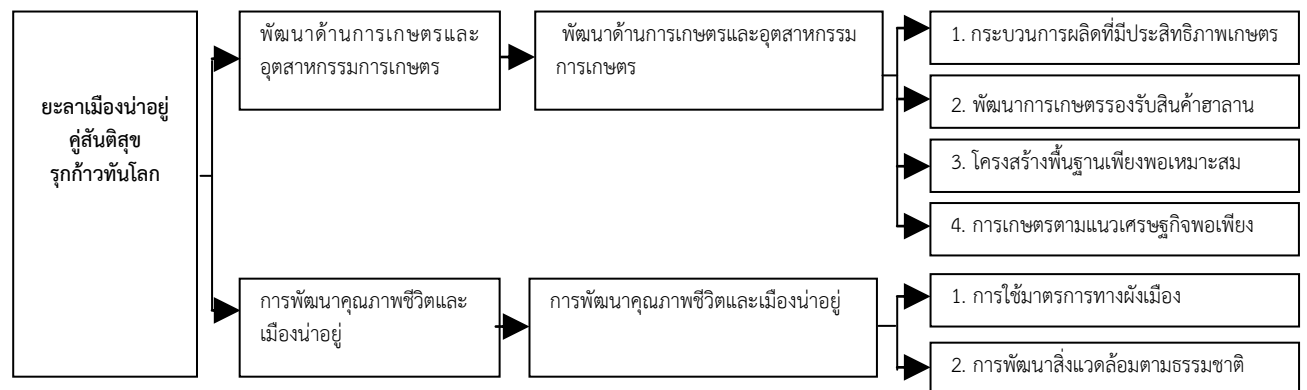 ยะลาเมืองน่าอยู่
คู่สันติสุข
รุกก้าวทันโลก
พัฒนาด้านการเกษตรและ
อุตสาหกรรมการเกษตร
พัฒนาด้านการเกษตรและอุตสาหกรรม
การเกษตร
1. กระบวนการผลิตที่มีประสิทธิภาพเกษตร
2. พัฒนาการเกษตรรองรับสินค้าฮาลาน
3. โครงสร้างพื้นฐานเพียงพอเหมาะสม
4. การเกษตรตามแนวเศรษฐกิจพอเพียง
การพัฒนาคุณภาพชีวิตและ
เมืองน่าอยู่
การพัฒนาคุณภาพชีวิตและเมืองน่าอยู่
1. การใช้มาตรการทางผังเมือง
2. การพัฒนาสิ่งแวดล้อมตามธรรมชาติ